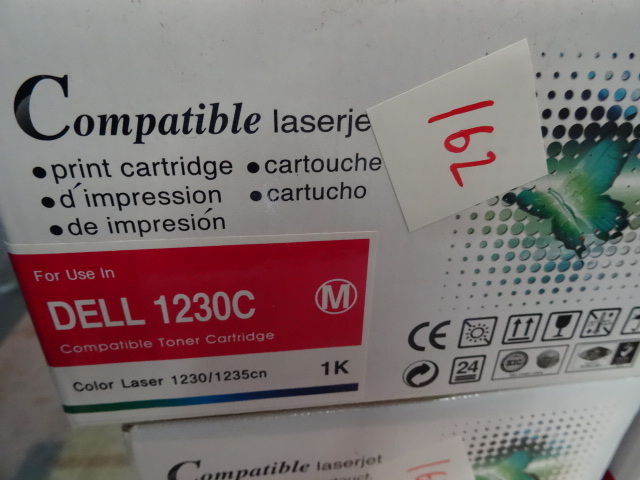 Compatible laserje
162
•print cartridge •cartouche
•d'impression •cartucho
•de impresión
For Use In
DELL 1230C M
Compatible Toner Cartridge
Color Laser 1230/1235cn 1K
CE
24
Compatible laserjet